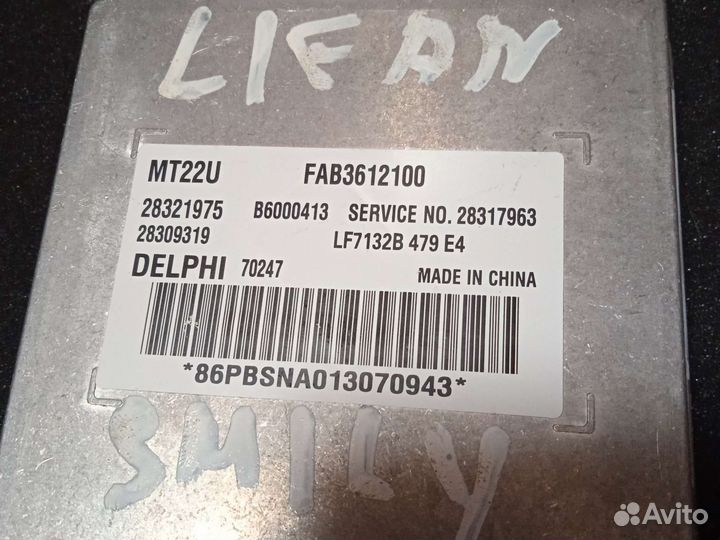 LIFAN
MT22U FAB3612100
28321975 B6000413 SERVICE NO. 28317963
28309319 LF7132B 479 E4
DELPHI 70247 MADE IN CHINA
*86PBSNA013070943*
SMILY
Avito